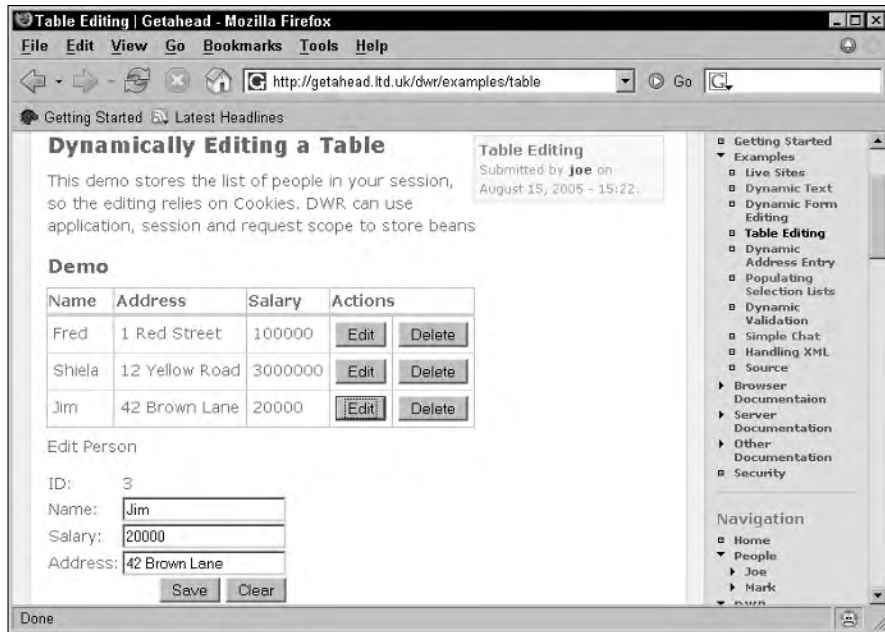 Table Editing | Getahead - Mozilla Firefox
File Edit View Go Bookmarks Tools Help
http://getahead.ltd.uk/dwr/examples/table
Go
G
Getting Started Latest Headlines
Dynamically Editing a Table
This demo stores the list of people in your session,
so the editing relies on Cookies. DWR can use
application, session and request scope to store beans
Table Editing
Submitted by joe on
August 15, 2005 - 15:22.
Demo
Name Address Salary Actions
Fred 1 Red Street 100000 Edit Delete
Shiela 12 Yellow Road 3000000 Edit Delete
Jim 42 Brown Lane 20000 Edit Delete
Edit Person
ID: 3
Name: Jim
Salary: 20000
Address: 42 Brown Lane
Save Clear
Getting Started
Examples
Live Sites
Dynamic Text
Dynamic Form
Editing
Table Editing
Dynamic
Address Entry
Populating
Selection Lists
Dynamic
Validation
Simple Chat
Handling XML
Source
Browser
Documentaion
Server
Documentation
Other
Documentation
Security
Navigation
Home
People
Joe
Mark
DWR
Done